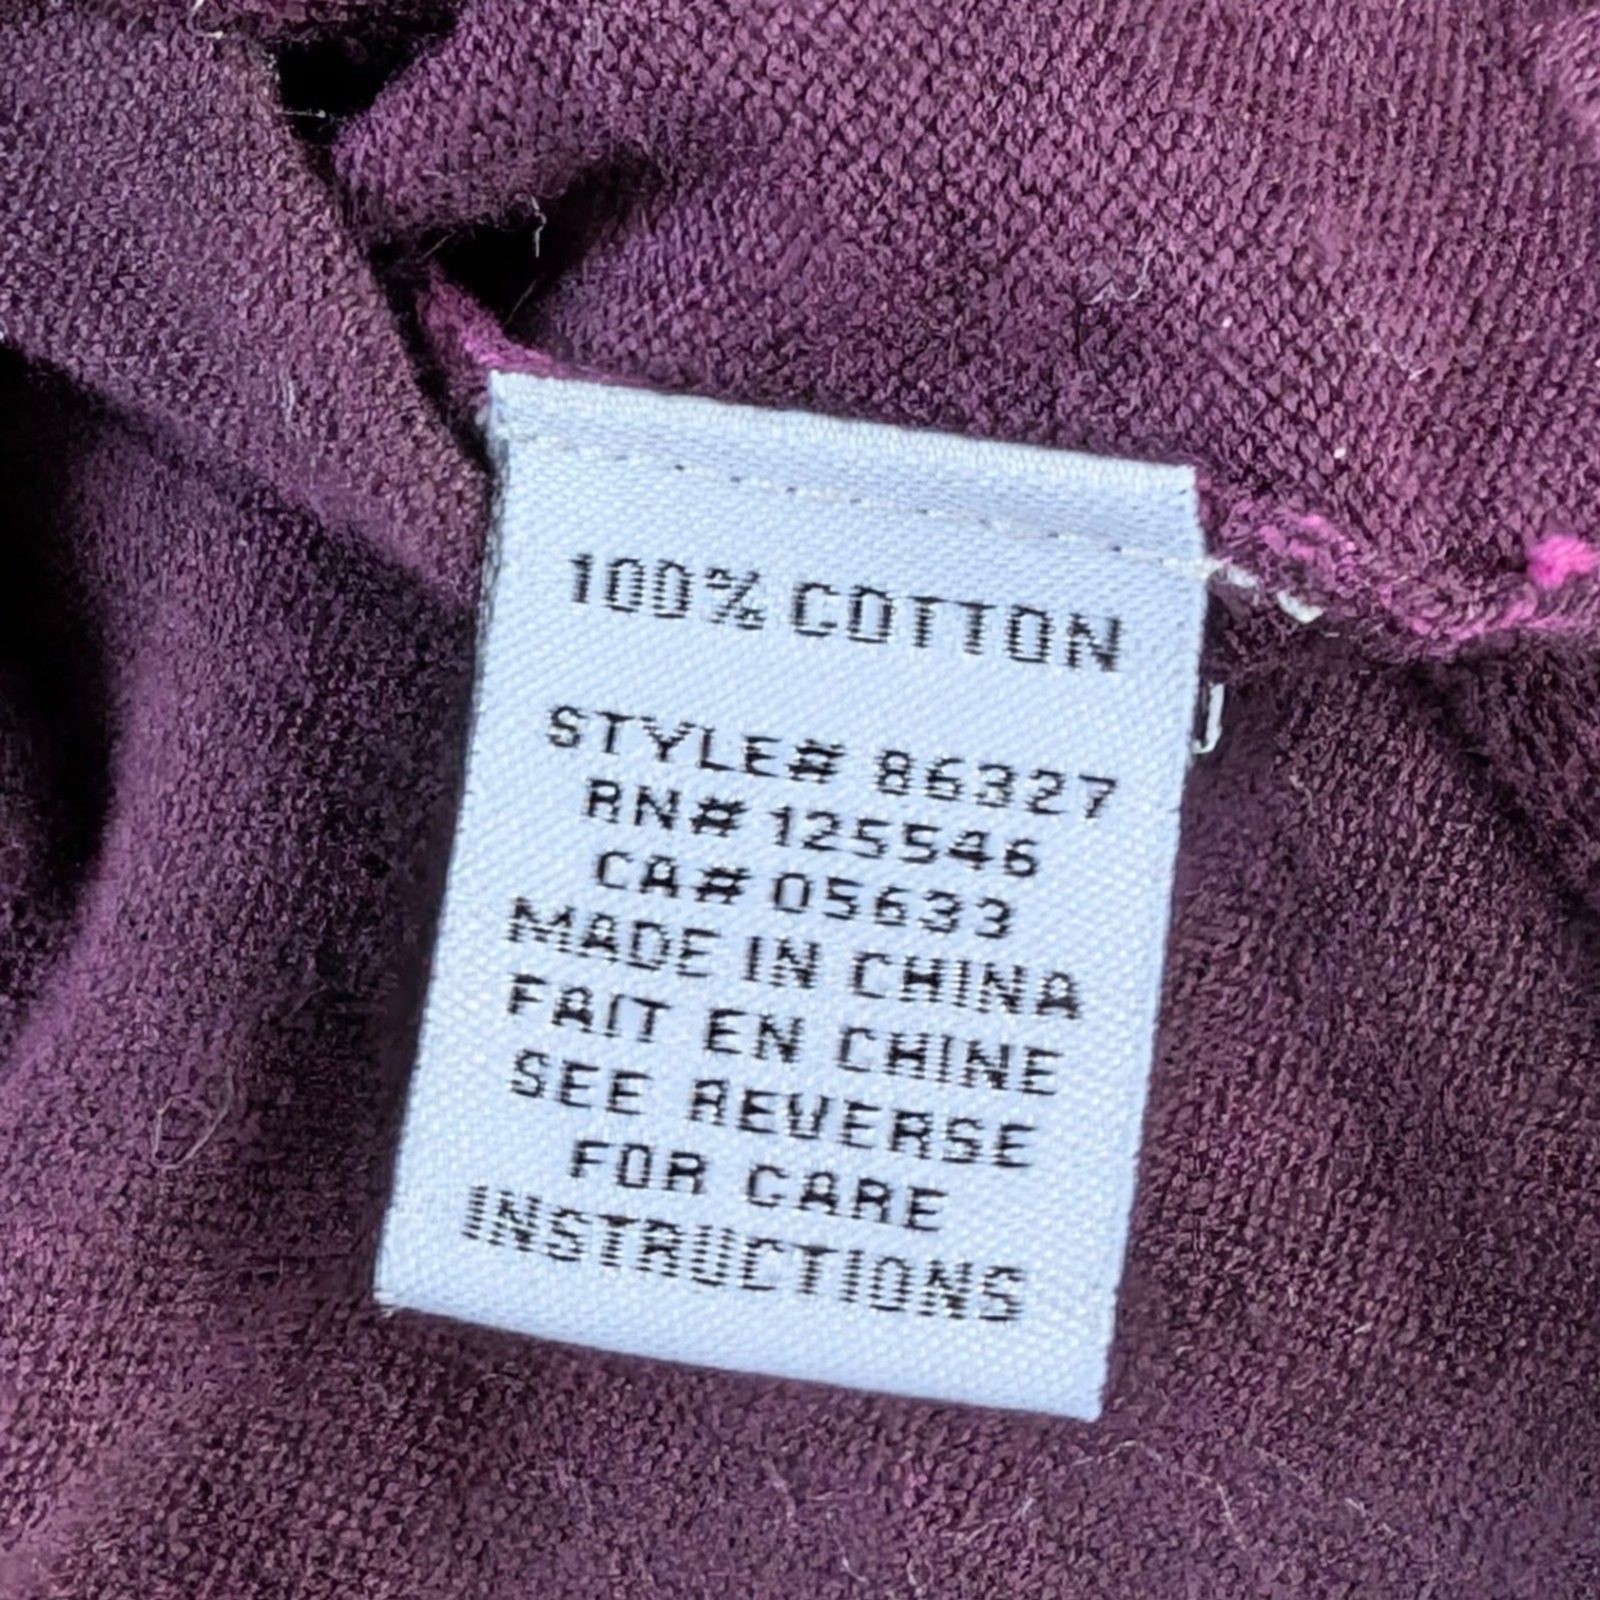 100% COTTON
STYLE# 86327
RN# 125546
CA# 05633
MADE IN CHINA
FAIT EN CHINE
SEE REVERSE
FOR CARE
INSTRUCTIONS